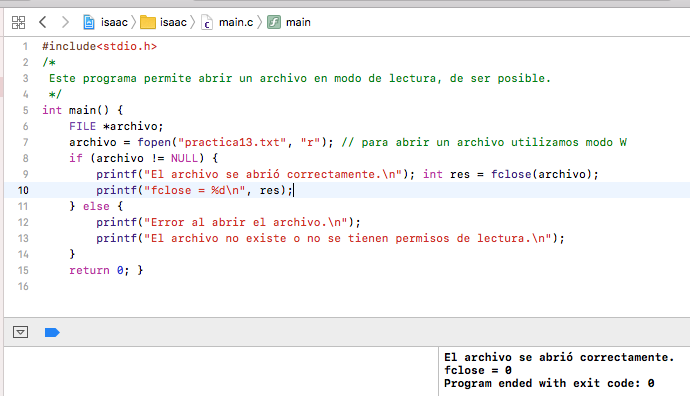 isaac isaac main.c main
1 #include<stdio.h>
2 /*
3 Este programa permite abrir un archivo en modo de lectura, de ser posible.
4 */
5 int main() {
6 FILE *archivo;
7 archivo = fopen("practica13.txt", "r"); // para abrir un archivo utilizamos modo W
8 if (archivo != NULL) {
9 printf("El archivo se abrió correctamente.\n"); int res = fclose(archivo);
10 printf("fclose = %d\n", res);
11 } else {
12 printf("Error al abrir el archivo.\n");
13 printf("El archivo no existe o no se tienen permisos de lectura.\n");
14 }
15 return 0; }
16
El archivo se abrió correctamente.
fclose = 0
Program ended with exit code: 0